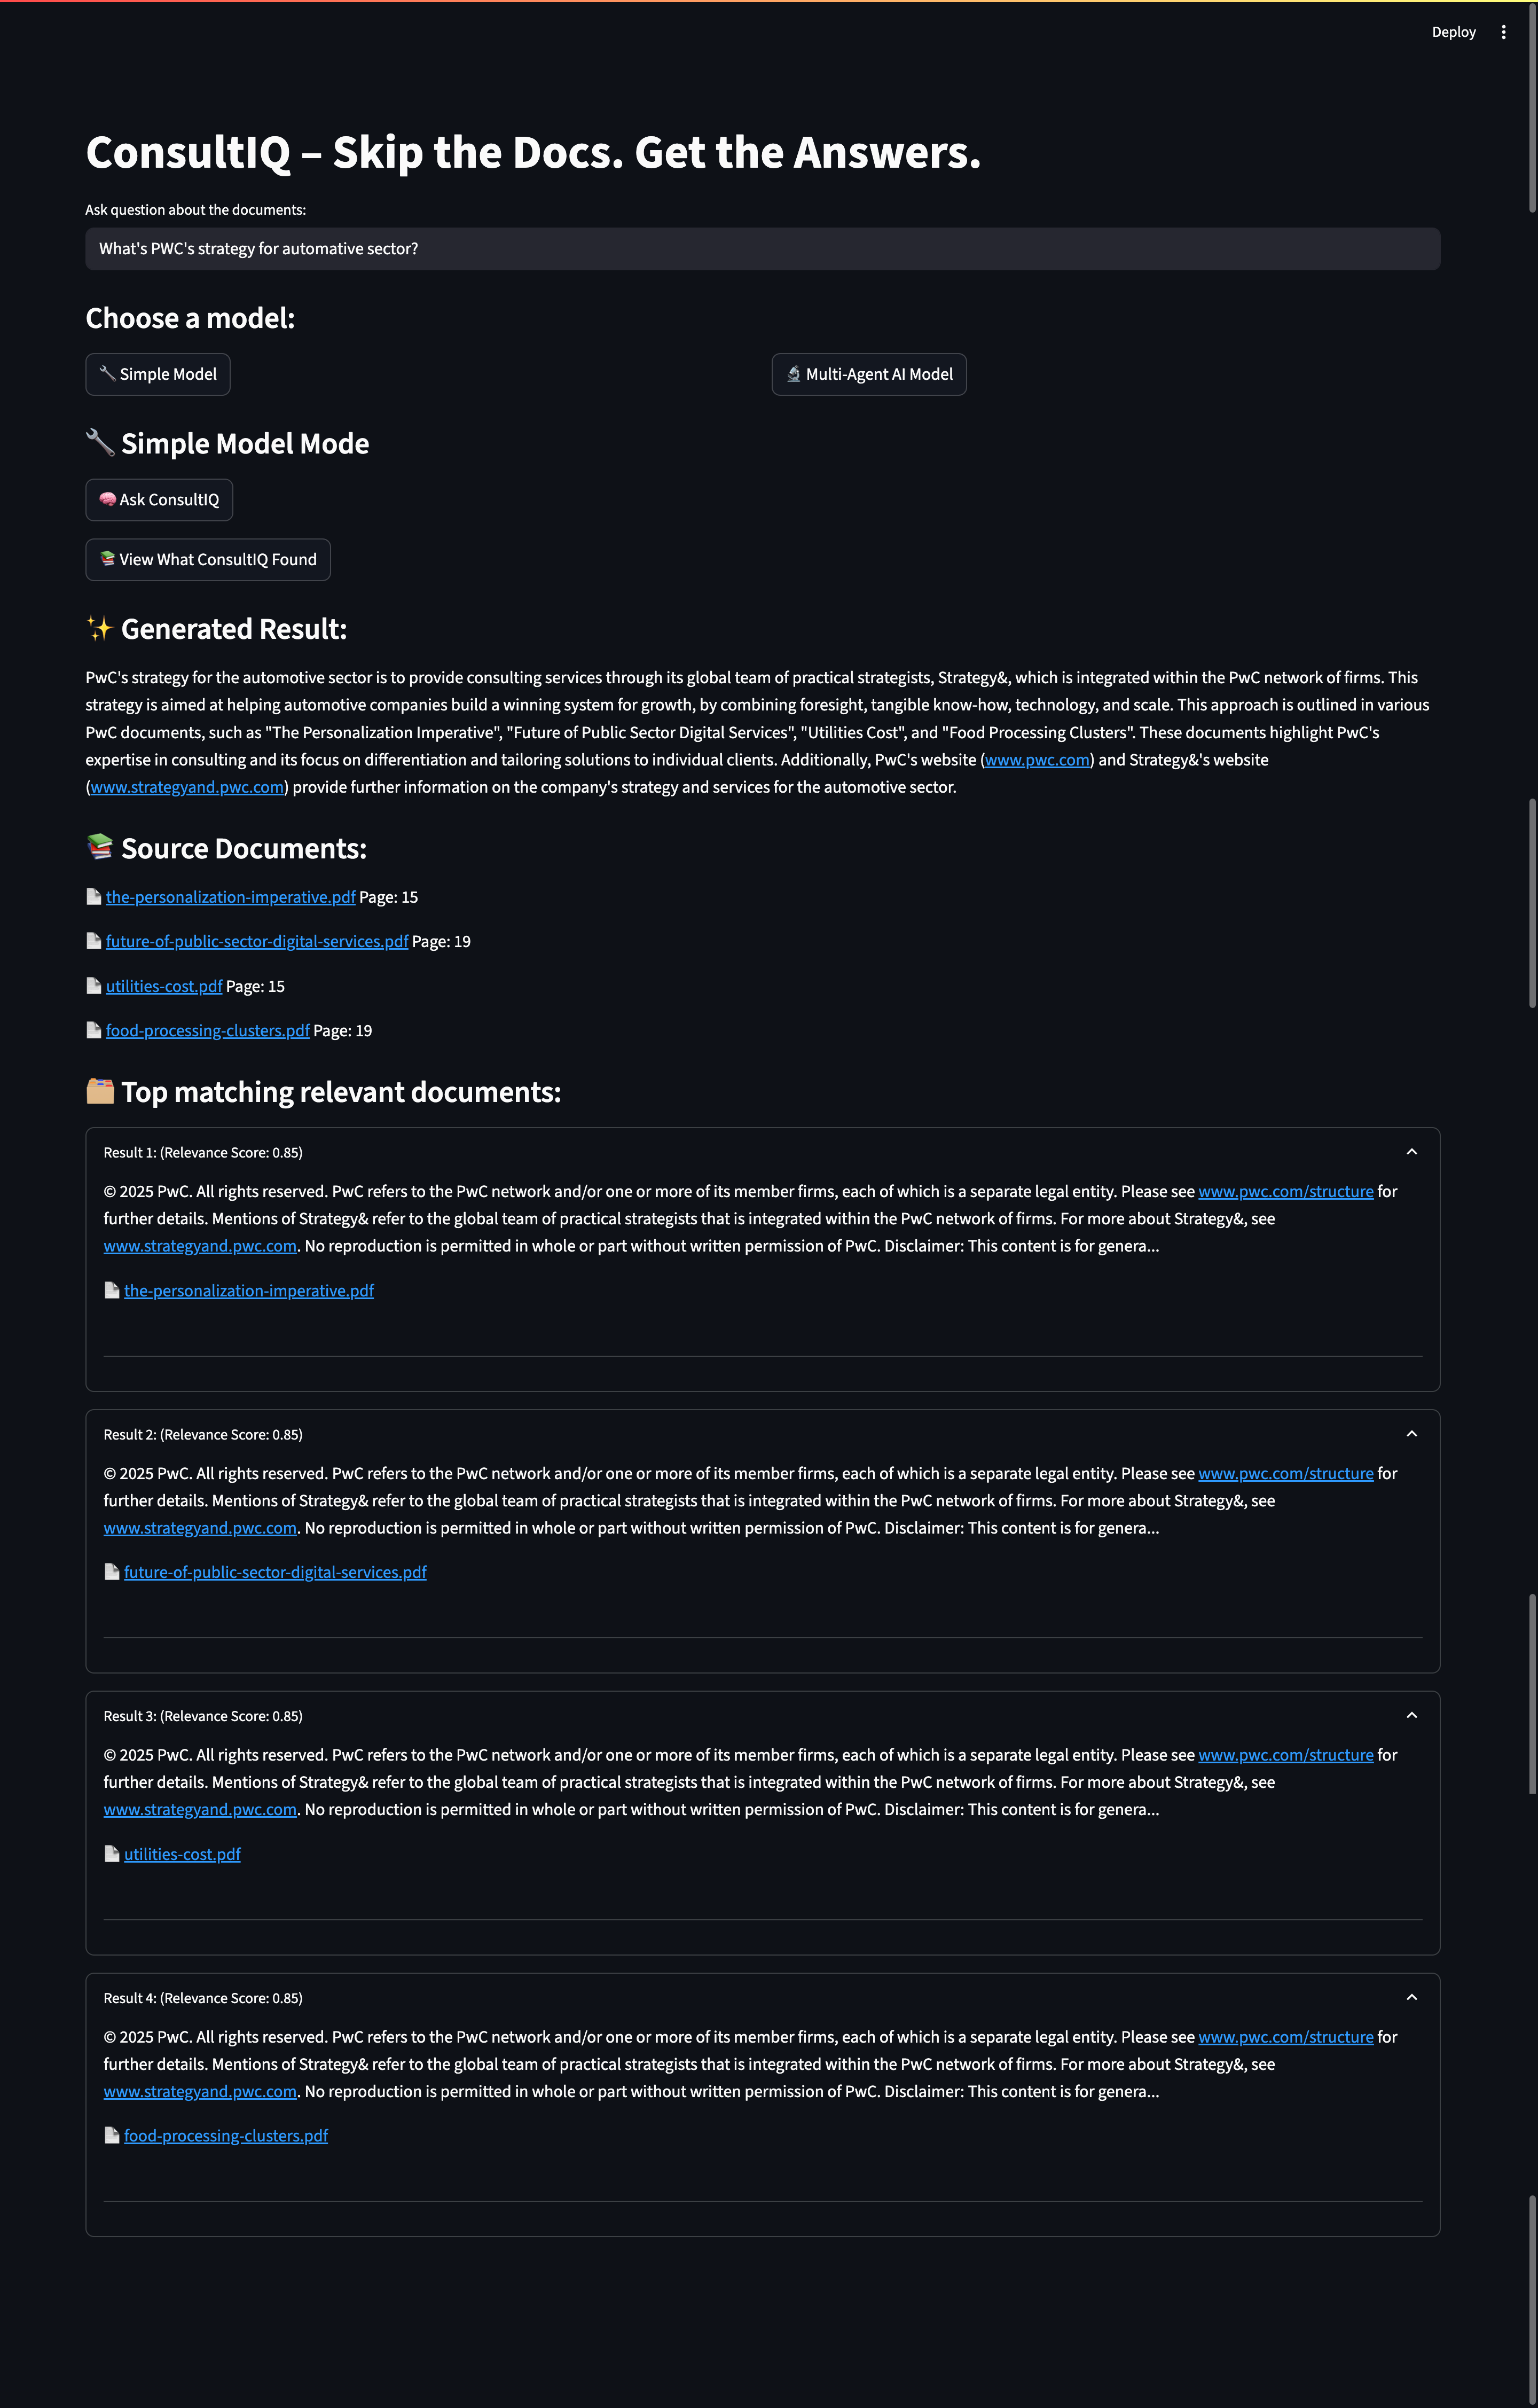 Deploy
ConsultIQ – Skip the Docs. Get the Answers.
Ask question about the documents:
What's PWC's strategy for automative sector?
Choose a model:
🔧 Simple Model
🔬 Multi-Agent AI Model
🔧 Simple Model Mode
🧠 Ask ConsultIQ
📚 View What ConsultIQ Found
✨ Generated Result:
PwC's strategy for the automotive sector is to provide consulting services through its global team of practical strategists, Strategy&, which is integrated within the PwC network of firms. This
strategy is aimed at helping automotive companies build a winning system for growth, by combining foresight, tangible know-how, technology, and scale. This approach is outlined in various
PwC documents, such as "The Personalization Imperative", "Future of Public Sector Digital Services", "Utilities Cost", and "Food Processing Clusters". These documents highlight PwC's
expertise in consulting and its focus on differentiation and tailoring solutions to individual clients. Additionally, PwC's website (www.pwc.com) and Strategy&'s website
(www.strategyand.pwc.com) provide further information on the company's strategy and services for the automotive sector.
📚 Source Documents:
📄 the-personalization-imperative.pdf Page: 15
📄 future-of-public-sector-digital-services.pdf Page: 19
📄 utilities-cost.pdf Page: 15
📄 food-processing-clusters.pdf Page: 19
🗂️ Top matching relevant documents:
Result 1: (Relevance Score: 0.85)
© 2025 PwC. All rights reserved. PwC refers to the PwC network and/or one or more of its member firms, each of which is a separate legal entity. Please see www.pwc.com/structure for
further details. Mentions of Strategy& refer to the global team of practical strategists that is integrated within the PwC network of firms. For more about Strategy&, see
www.strategyand.pwc.com. No reproduction is permitted in whole or part without written permission of PwC. Disclaimer: This content is for genera...
📄 the-personalization-imperative.pdf
Result 2: (Relevance Score: 0.85)
© 2025 PwC. All rights reserved. PwC refers to the PwC network and/or one or more of its member firms, each of which is a separate legal entity. Please see www.pwc.com/structure for
further details. Mentions of Strategy& refer to the global team of practical strategists that is integrated within the PwC network of firms. For more about Strategy&, see
www.strategyand.pwc.com. No reproduction is permitted in whole or part without written permission of PwC. Disclaimer: This content is for genera...
📄 future-of-public-sector-digital-services.pdf
Result 3: (Relevance Score: 0.85)
© 2025 PwC. All rights reserved. PwC refers to the PwC network and/or one or more of its member firms, each of which is a separate legal entity. Please see www.pwc.com/structure for
further details. Mentions of Strategy& refer to the global team of practical strategists that is integrated within the PwC network of firms. For more about Strategy&, see
www.strategyand.pwc.com. No reproduction is permitted in whole or part without written permission of PwC. Disclaimer: This content is for genera...
📄 utilities-cost.pdf
Result 4: (Relevance Score: 0.85)
© 2025 PwC. All rights reserved. PwC refers to the PwC network and/or one or more of its member firms, each of which is a separate legal entity. Please see www.pwc.com/structure for
further details. Mentions of Strategy& refer to the global team of practical strategists that is integrated within the PwC network of firms. For more about Strategy&, see
www.strategyand.pwc.com. No reproduction is permitted in whole or part without written permission of PwC. Disclaimer: This content is for genera...
📄 food-processing-clusters.pdf